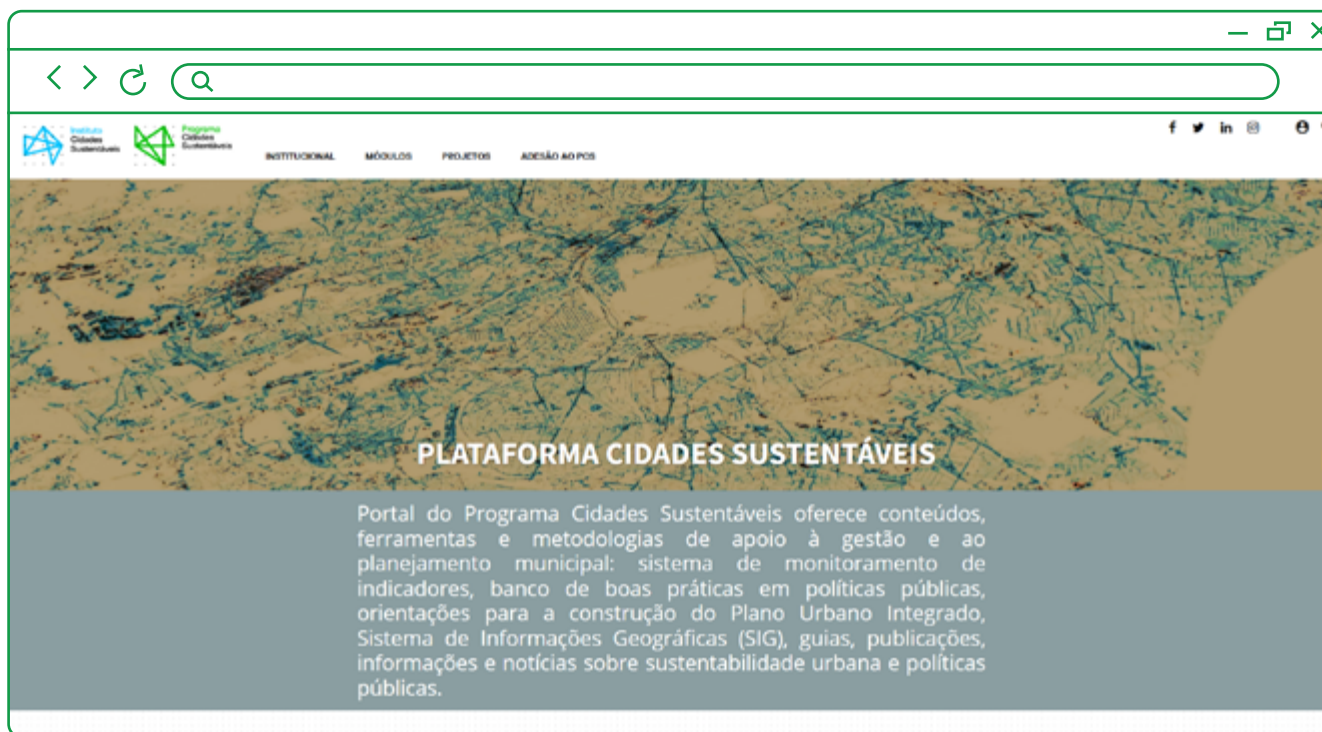 Instituto
Cidades
Sustentáveis
Programa
Cidades
Sustentáveis
INSTITUCIONAL MÓDULOS PROJETOS ADESÃO AO PCS
PLATAFORMA CIDADES SUSTENTÁVEIS
Portal do Programa Cidades Sustentáveis oferece conteúdos,
ferramentas e metodologias de apoio à gestão e ao
planejamento municipal: sistema de monitoramento de
indicadores, banco de boas práticas em políticas públicas,
orientações para a construção do Plano Urbano Integrado,
Sistema de Informações Geográficas (SIG), guias, publicações,
informações e notícias sobre sustentabilidade urbana e políticas
públicas.